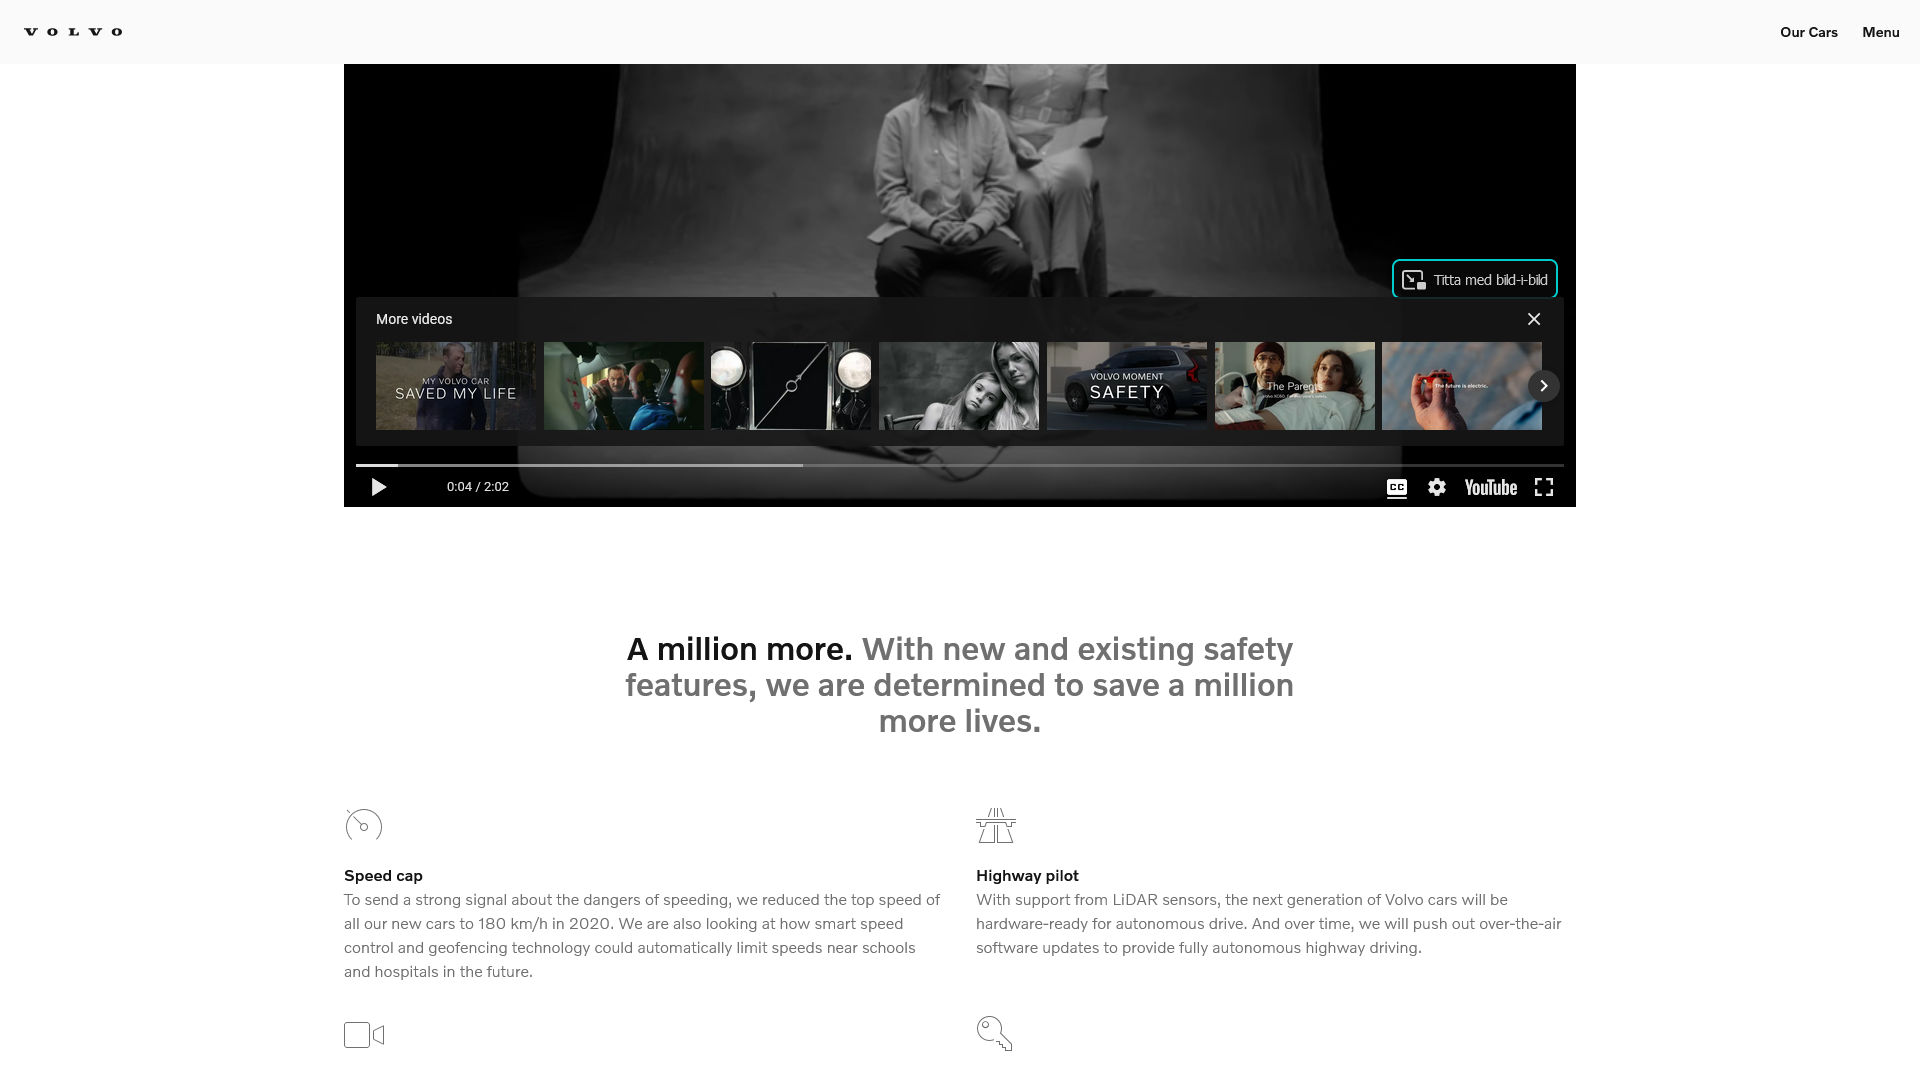 VOLVO
Our Cars
Menu
Titta med bild-i-bild
More videos
MY VOLVO CAR
SAVED MY LIFE
VOLVO MOMENT
SAFETY
The Parents
The future is electric.
0:04 / 2:02
CC
YouTube
A million more. With new and existing safety
features, we are determined to save a million
more lives.
Speed cap
To send a strong signal about the dangers of speeding, we reduced the top speed of
all our new cars to 180 km/h in 2020. We are also looking at how smart speed
control and geofencing technology could automatically limit speeds near schools
and hospitals in the future.
Highway pilot
With support from LiDAR sensors, the next generation of Volvo cars will be
hardware-ready for autonomous drive. And over time, we will push out over-the-air
software updates to provide fully autonomous highway driving.